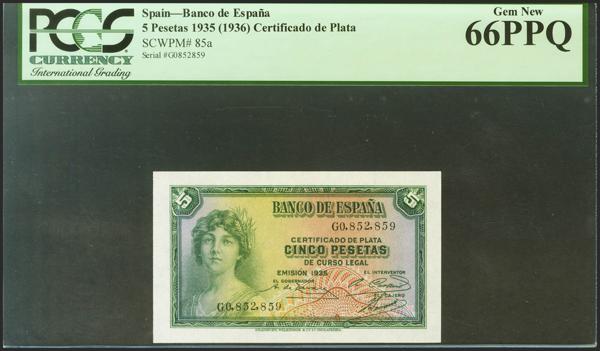 PCGS
CURRENCY
International Grading
Spain—Banco de España
5 Pesetas 1935 (1936) Certificado de Plata
SCWPM# 85a
Serial #G0852859
Gem New
66PPQ
5
BANCO DE ESPAÑA
5
G0,852,859
CERTIFICADO DE PLATA
CINCO PESETAS
DE CURSO LEGAL
EMISIÓN 1935
EL GOBERNADOR
EL INTERVENTOR
EL CAJERO
G0,852,859